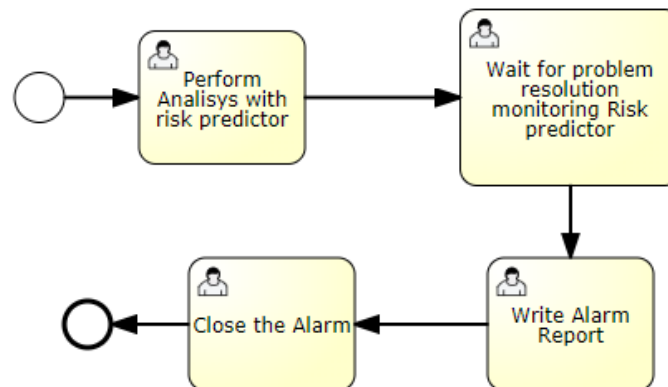 Perform
Analisys with
risk predictor
Wait for problem
resolution
monitoring Risk
predictor
Close the Alarm
Write Alarm
Report